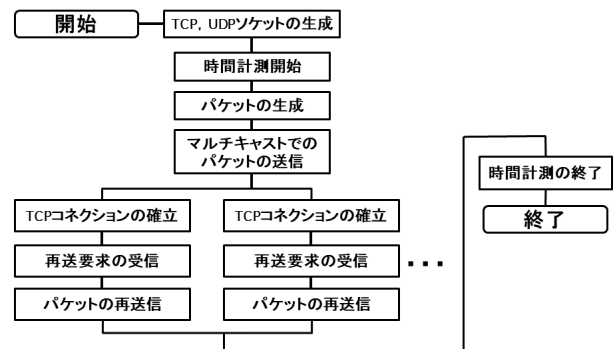 開始
TCP, UDPソケットの生成
時間計測開始
パケットの生成
マルチキャストでの
パケットの送信
TCPコネクションの確立
TCPコネクションの確立
再送要求の受信
再送要求の受信
・・・
パケットの再送信
パケットの再送信
時間計測の終了
終了